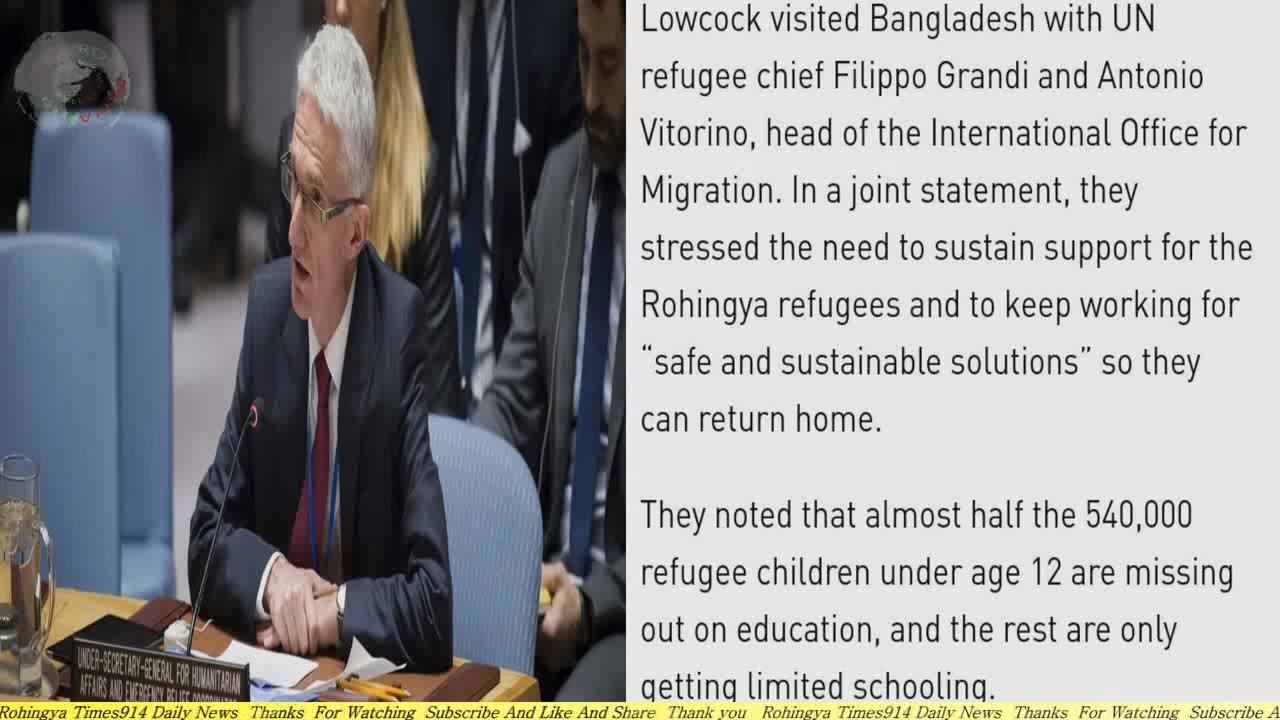 Lowcock visited Bangladesh with UN
refugee chief Filippo Grandi and Antonio
Vitorino, head of the International Office for
Migration. In a joint statement, they
stressed the need to sustain support for the
Rohingya refugees and to keep working for
“safe and sustainable solutions” so they
can return home.
They noted that almost half the 540,000
refugee children under age 12 are missing
out on education, and the rest are only
getting limited schooling.
UNDER-SECRETARY-GENERAL FOR HUMANITARIAN
AFFAIRS AND EMERGENCY RELIEF COORDINATOR
Rohingya Times914 Daily News Thanks For Watching Subscribe And Like And Share Thank you Rohingya Times914 Daily News Thanks For Watching Subscribe A